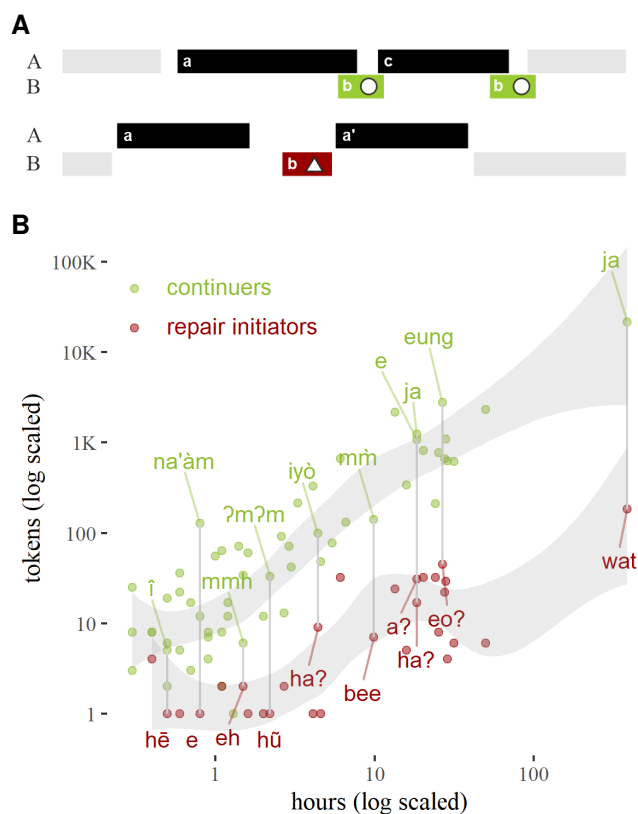 A
A a c
B b b
A a a'
B b
B
100K
10K
1K
100
10
1
tokens (log scaled)
continuers
repair initiators
ja
eung
e
ja
na'àm
iyò
mm̀
ʔmʔm
mmh
î
wat
a?
eo?
ha?
ha?
bee
hē
e
eh
hũ
1 10 100
hours (log scaled)